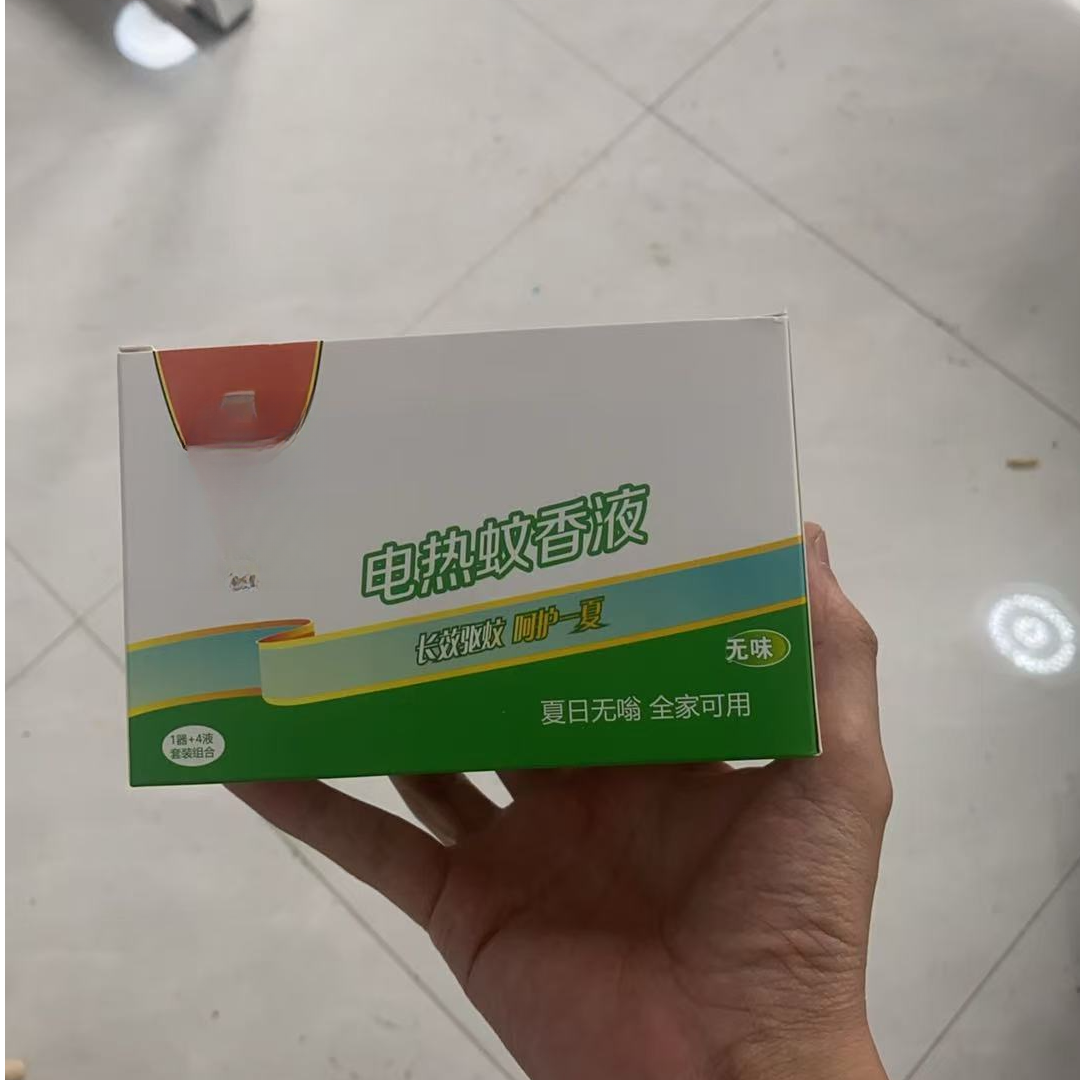 电热蚊香液
长效驱蚊 呵护一夏
无味
夏日无嗡 全家可用
1器+4液
套装组合